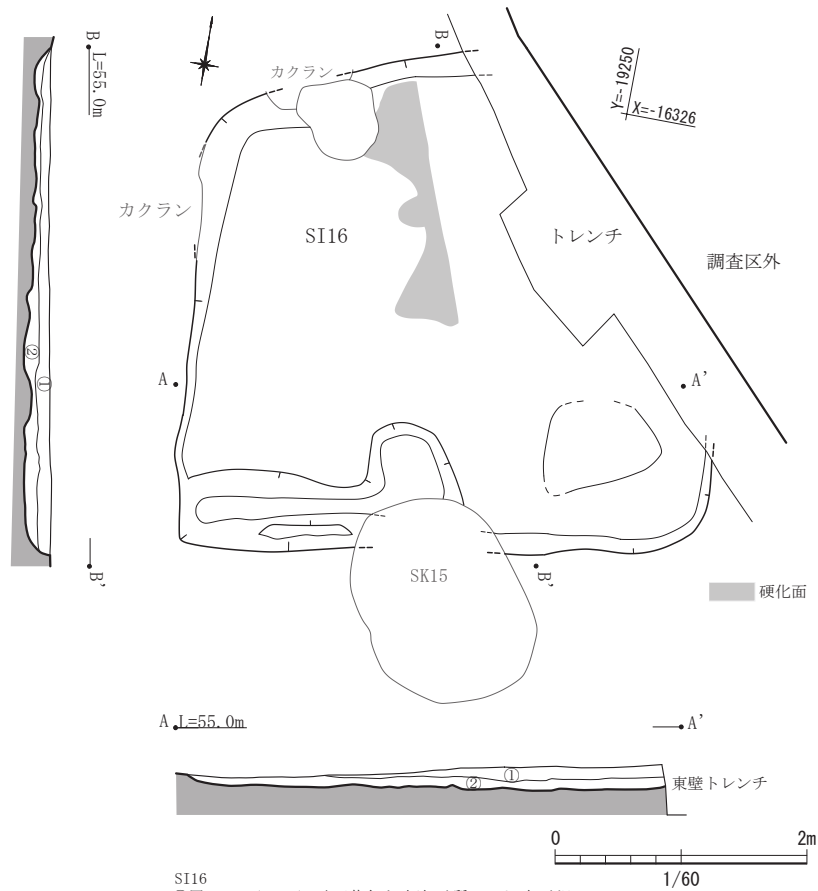 B
L=55.0m
B'
②
①
カクラン
B
Y=-19250
X=-16326
カクラン
SI16
トレンチ
調査区外
A
A'
SK15
B'
硬化面
A
L=55.0m
A'
①
②
東壁トレンチ
0
2m
1/60
SI16